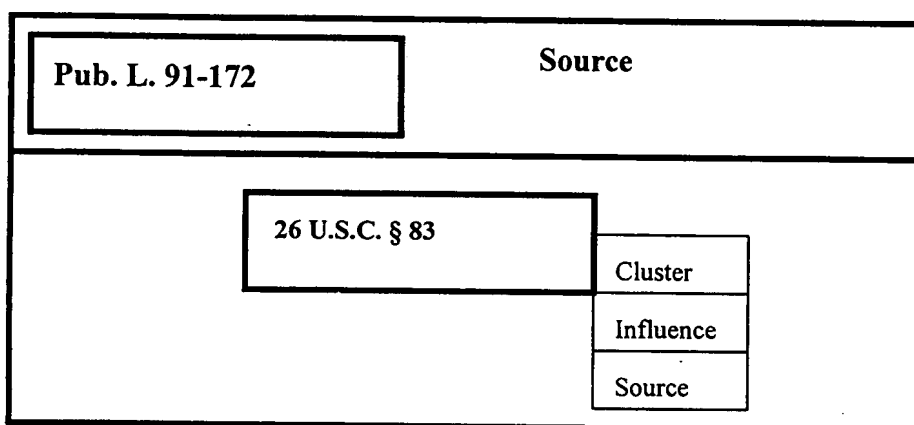 Pub. L. 91-172
Source
26 U.S.C. § 83
Cluster
Influence
Source